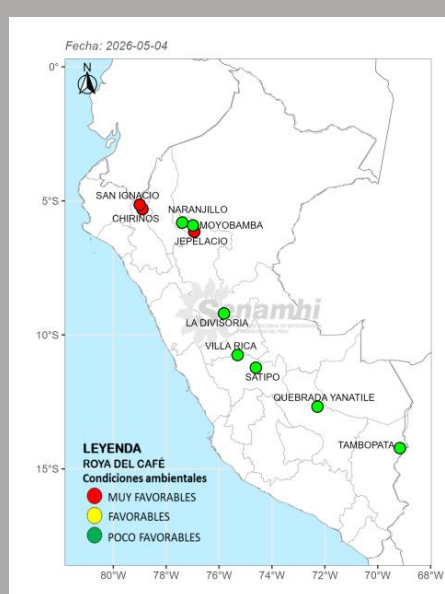 Fecha: 2026-05-04
N
0°
5°S
10°S
15°S
SAN IGNACIO
CHIRINOS
NARANJILLO
MOYOBAMBA
JEPELACIO
Senamhi
LA DIVISORIA
VILLA RICA
SATIPO
QUEBRADA YANATILE
TAMBOPATA
LEYENDA
ROYA DEL CAFÉ
Condiciones ambientales
MUY FAVORABLES
FAVORABLES
POCO FAVORABLES
80°W 78°W 76°W 74°W 72°W 70°W 68°W